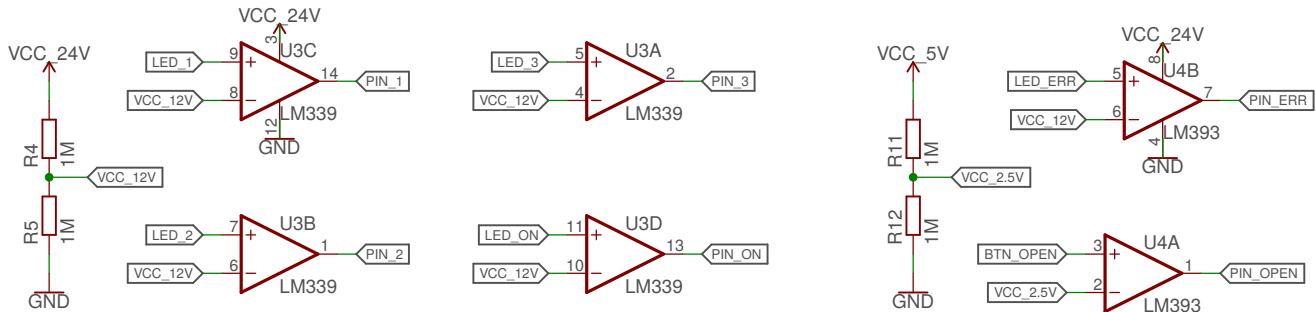 VCC_24V
R4
1M
VCC_12V
R5
1M
GND
VCC_24V
3
U3C
LED_1
9
+
14
PIN_1
VCC_12V
8
−
LM339
12
GND
U3B
LED_2
7
+
1
PIN_2
VCC_12V
6
−
LM339
U3A
LED_3
5
+
2
PIN_3
VCC_12V
4
−
LM339
U3D
LED_ON
11
+
13
PIN_ON
VCC_12V
10
−
LM339
VCC_5V
R11
1M
VCC_2.5V
R12
1M
GND
VCC_24V
8
U4B
LED_ERR
5
+
7
PIN_ERR
VCC_12V
6
−
LM393
4
GND
U4A
BTN_OPEN
3
+
1
PIN_OPEN
VCC_2.5V
2
−
LM393